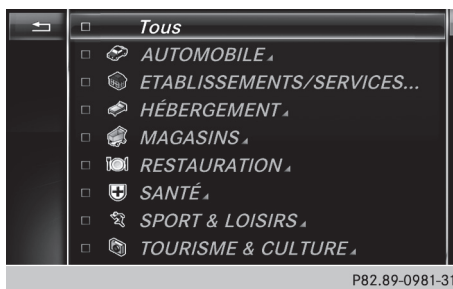 Tous
AUTOMOBILE
ETABLISSEMENTS/SERVICES...
HÉBERGEMENT
MAGASINS
RESTAURATION
SANTÉ
SPORT & LOISIRS
TOURISME & CULTURE
P82.89-0981-31